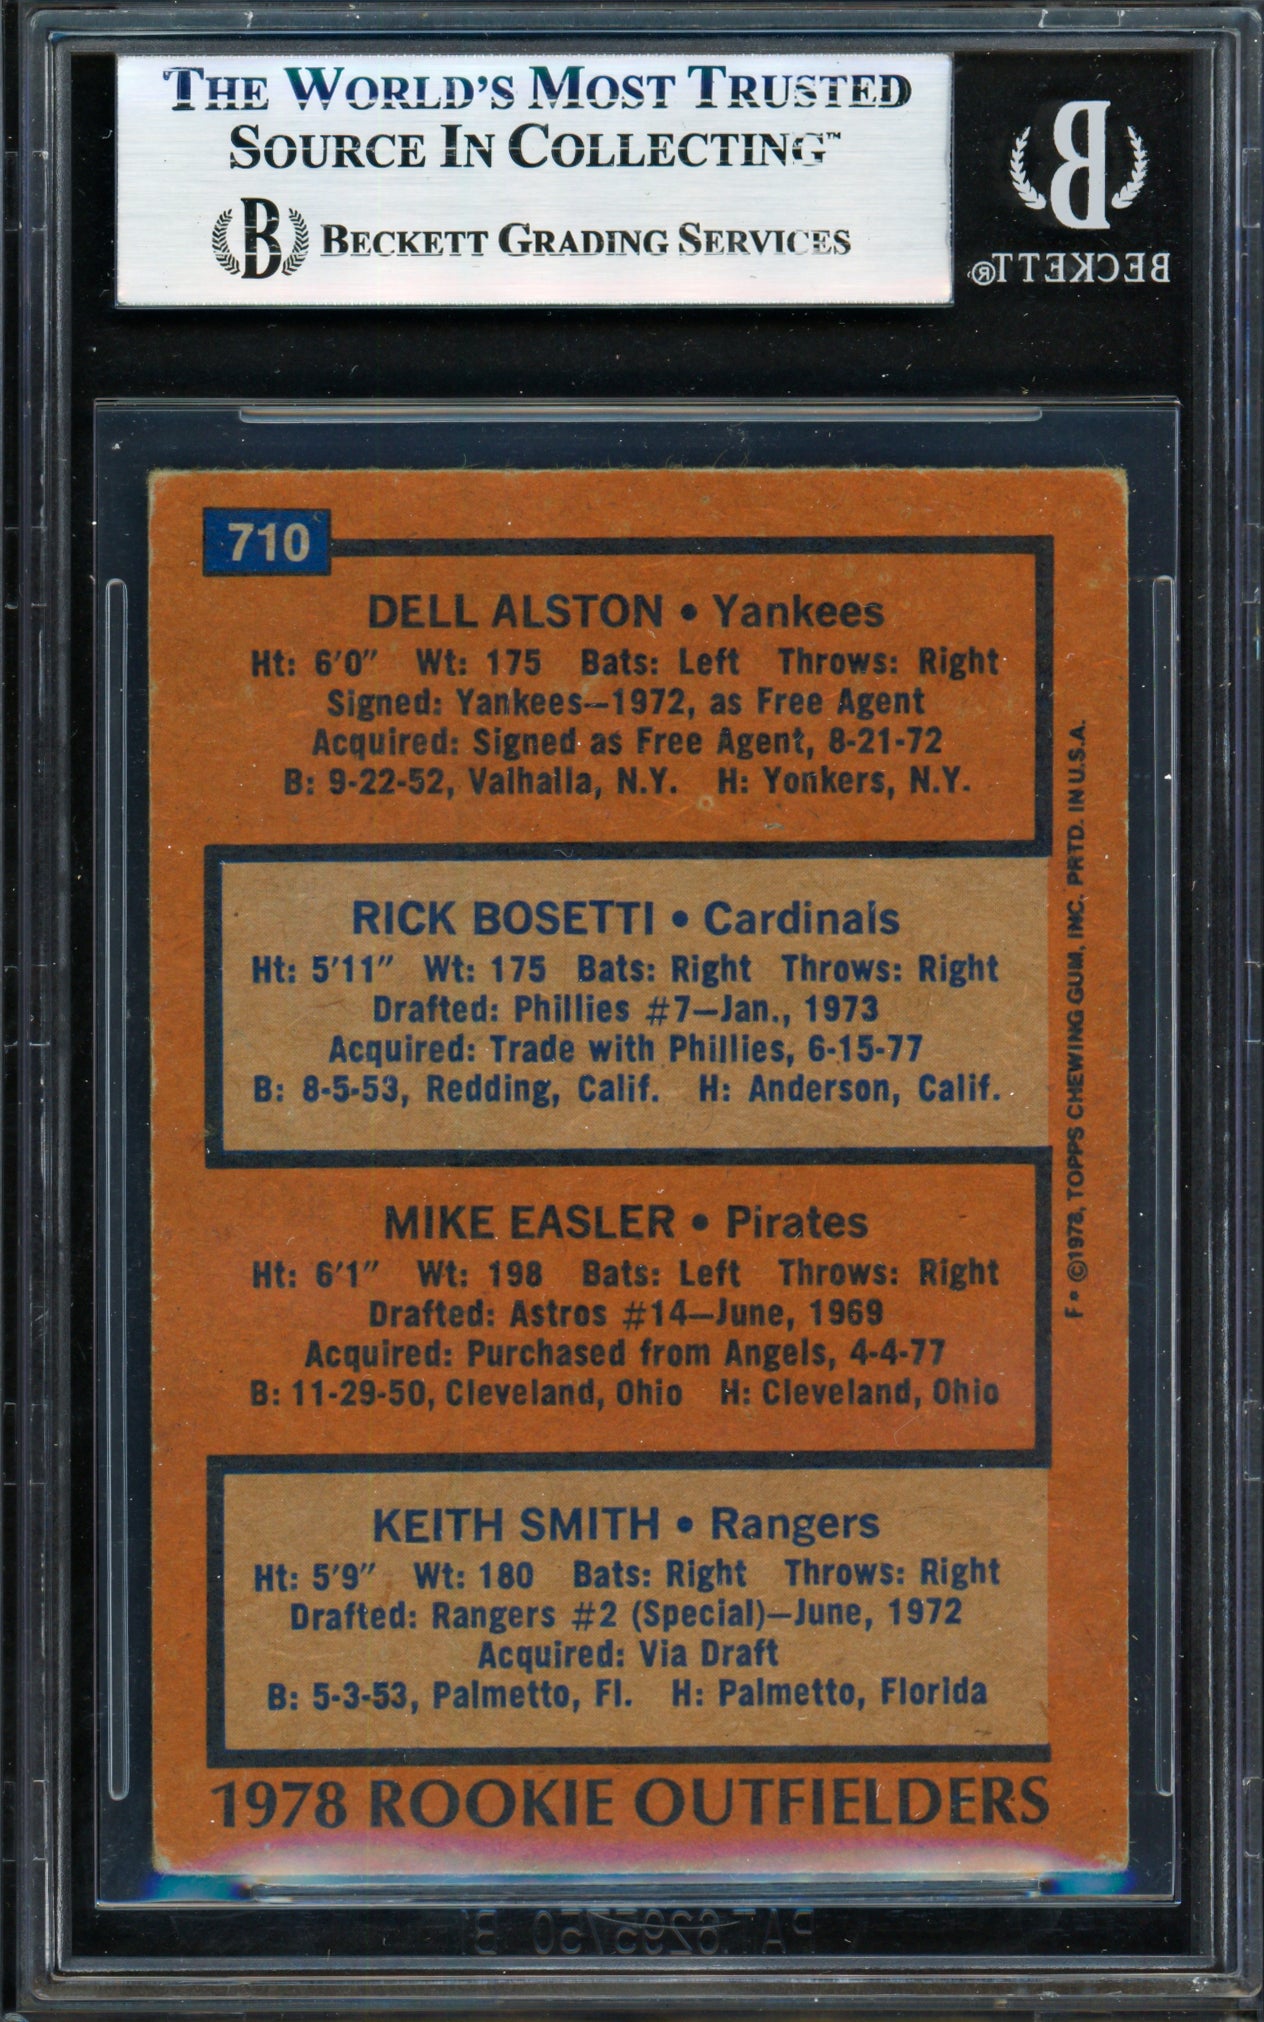 THE WORLD'S MOST TRUSTED
SOURCE IN COLLECTING™
B BECKETT GRADING SERVICES
B
BECKETT®
710
DELL ALSTON • Yankees
Ht: 6'0" Wt: 175 Bats: Left Throws: Right
Signed: Yankees—1972, as Free Agent
Acquired: Signed as Free Agent, 8-21-72
B: 9-22-52, Valhalla, N.Y. H: Yonkers, N.Y.
RICK BOSETTI • Cardinals
Ht: 5'11" Wt: 175 Bats: Right Throws: Right
Drafted: Phillies #7—Jan., 1973
Acquired: Trade with Phillies, 6-15-77
B: 8-5-53, Redding, Calif. H: Anderson, Calif.
MIKE EASLER • Pirates
Ht: 6'1" Wt: 198 Bats: Left Throws: Right
Drafted: Astros #14—June, 1969
Acquired: Purchased from Angels, 4-4-77
B: 11-29-50, Cleveland, Ohio H: Cleveland, Ohio
KEITH SMITH • Rangers
Ht: 5'9" Wt: 180 Bats: Right Throws: Right
Drafted: Rangers #2 (Special)—June, 1972
Acquired: Via Draft
B: 5-3-53, Palmetto, Fl. H: Palmetto, Florida
1978 ROOKIE OUTFIELDERS
F • ©1978, TOPPS CHEWING GUM, INC. PRTD. IN U.S.A.